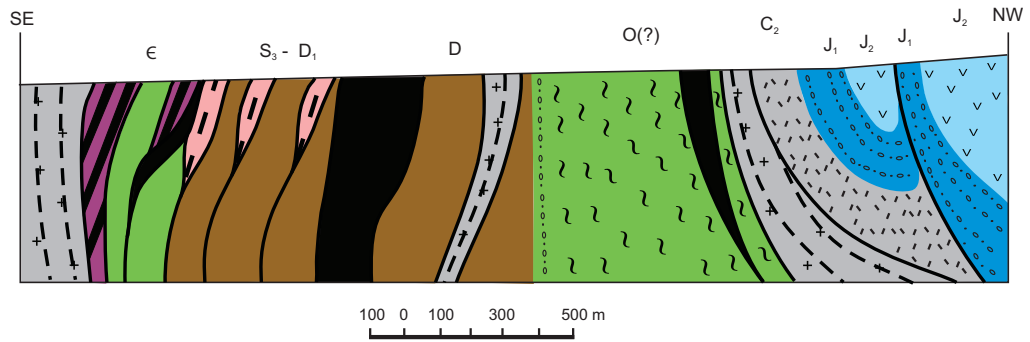 SE NW
Є S₃ - D₁ D O(?) C₂ J₁ J₂ J₁ J₂
100 0 100 300 500 m